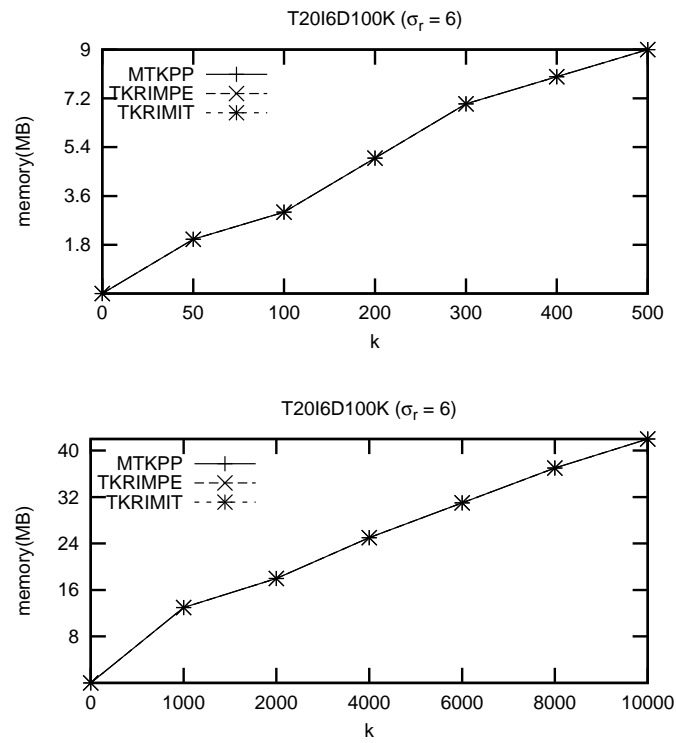 T20I6D100K (σr = 6)
9
7.2
5.4
3.6
1.8
memory(MB)
MTKPP
TKRIMPE
TKRIMIT
0 50 100 200 300 400 500
k
T20I6D100K (σr = 6)
40
32
24
16
8
memory(MB)
MTKPP
TKRIMPE
TKRIMIT
0 1000 2000 4000 6000 8000 10000
k